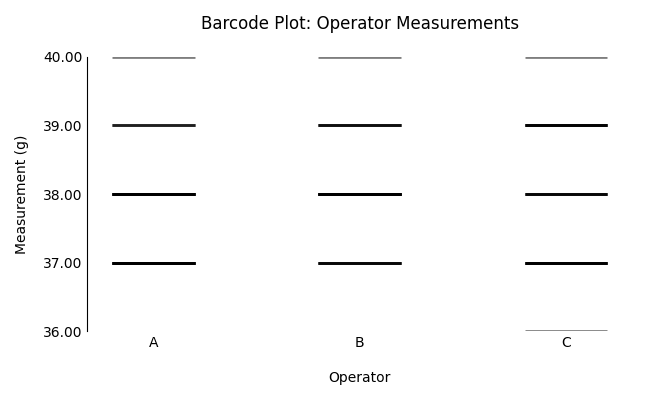 Barcode Plot: Operator Measurements
40.00
39.00
38.00
37.00
36.00
Measurement (g)
A B C
Operator